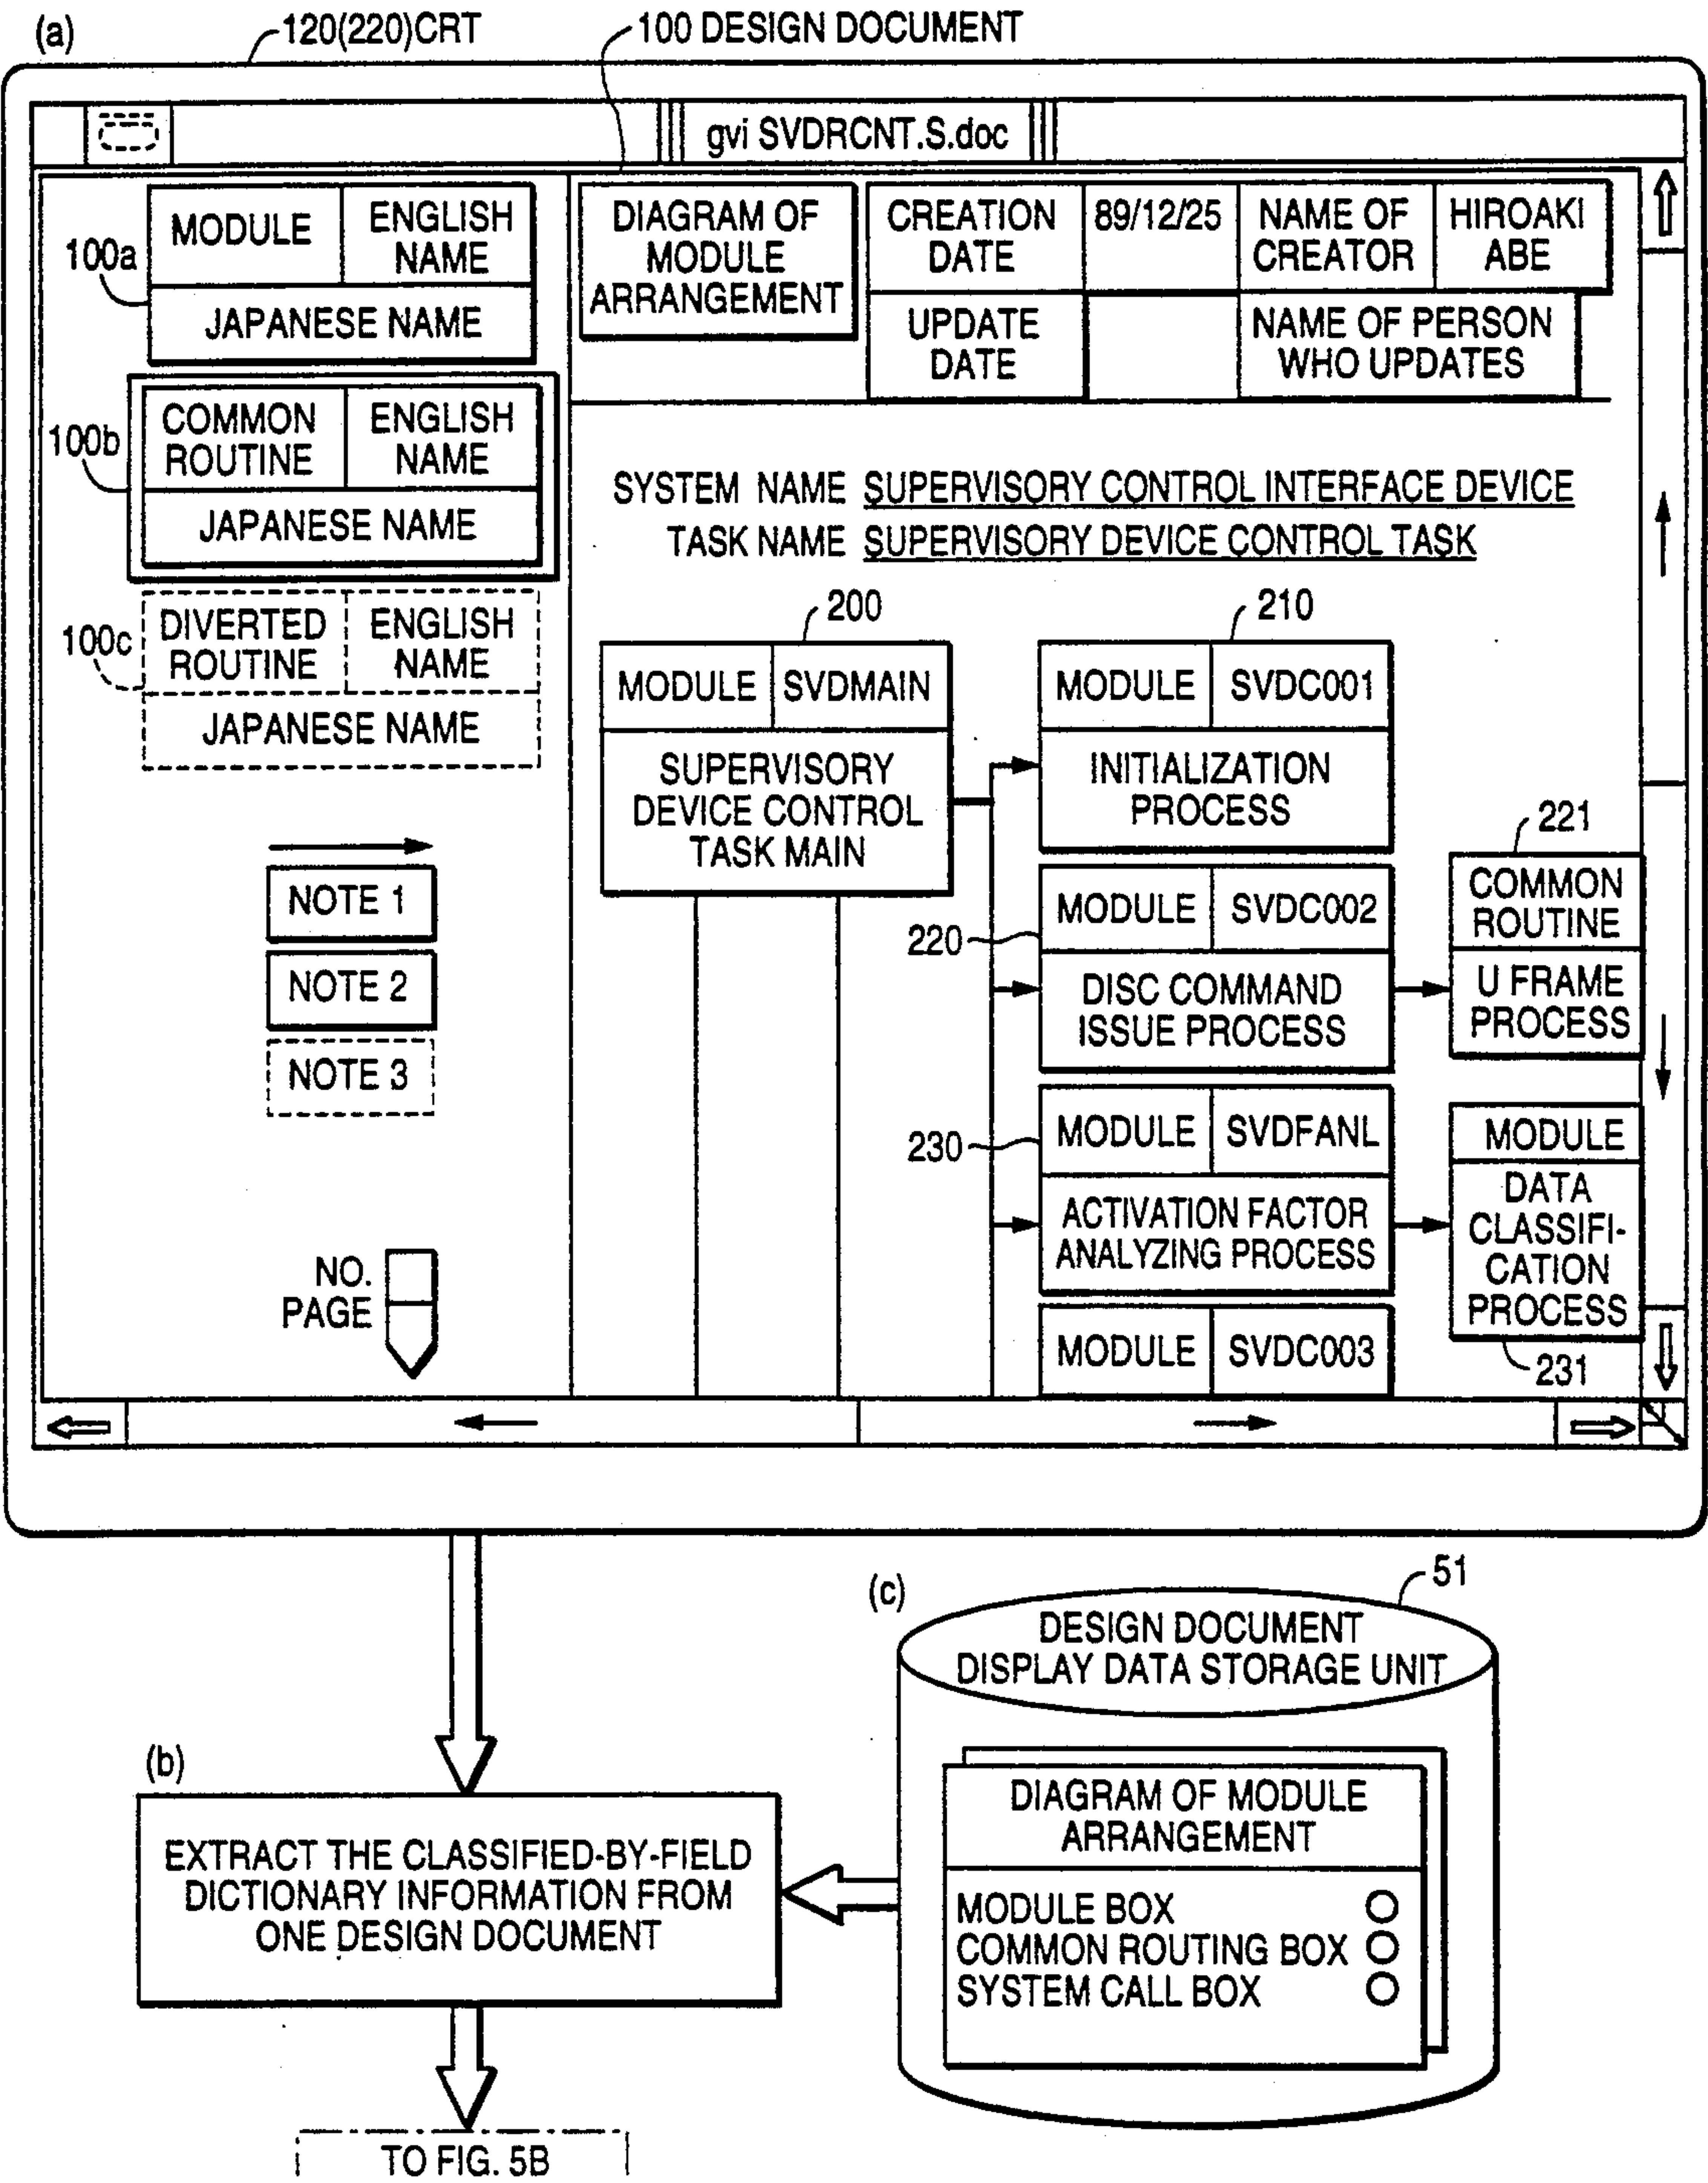 (a)
120(220)CRT
100 DESIGN DOCUMENT
gvi SVDRCNT.S.doc
MODULE
ENGLISH
NAME
JAPANESE NAME
100a
COMMON
ROUTINE
ENGLISH
NAME
JAPANESE NAME
100b
DIVERTED
ROUTINE
ENGLISH
NAME
JAPANESE NAME
100c
NOTE 1
NOTE 2
NOTE 3
NO.
PAGE
DIAGRAM OF
MODULE
ARRANGEMENT
CREATION
DATE
89/12/25
NAME OF
CREATOR
HIROAKI
ABE
UPDATE
DATE
NAME OF PERSON
WHO UPDATES
SYSTEM NAME SUPERVISORY CONTROL INTERFACE DEVICE
TASK NAME SUPERVISORY DEVICE CONTROL TASK
200
MODULE
SVDMAIN
SUPERVISORY
DEVICE CONTROL
TASK MAIN
210
MODULE
SVDC001
INITIALIZATION
PROCESS
220
MODULE
SVDC002
DISC COMMAND
ISSUE PROCESS
221
COMMON
ROUTINE
U FRAME
PROCESS
230
MODULE
SVDFANL
ACTIVATION FACTOR
ANALYZING PROCESS
MODULE
DATA
CLASSIFI-
CATION
PROCESS
231
MODULE
SVDC003
(b)
EXTRACT THE CLASSIFIED-BY-FIELD
DICTIONARY INFORMATION FROM
ONE DESIGN DOCUMENT
(c)
51
DESIGN DOCUMENT
DISPLAY DATA STORAGE UNIT
DIAGRAM OF MODULE
ARRANGEMENT
MODULE BOX
COMMON ROUTING BOX
SYSTEM CALL BOX
TO FIG. 5B